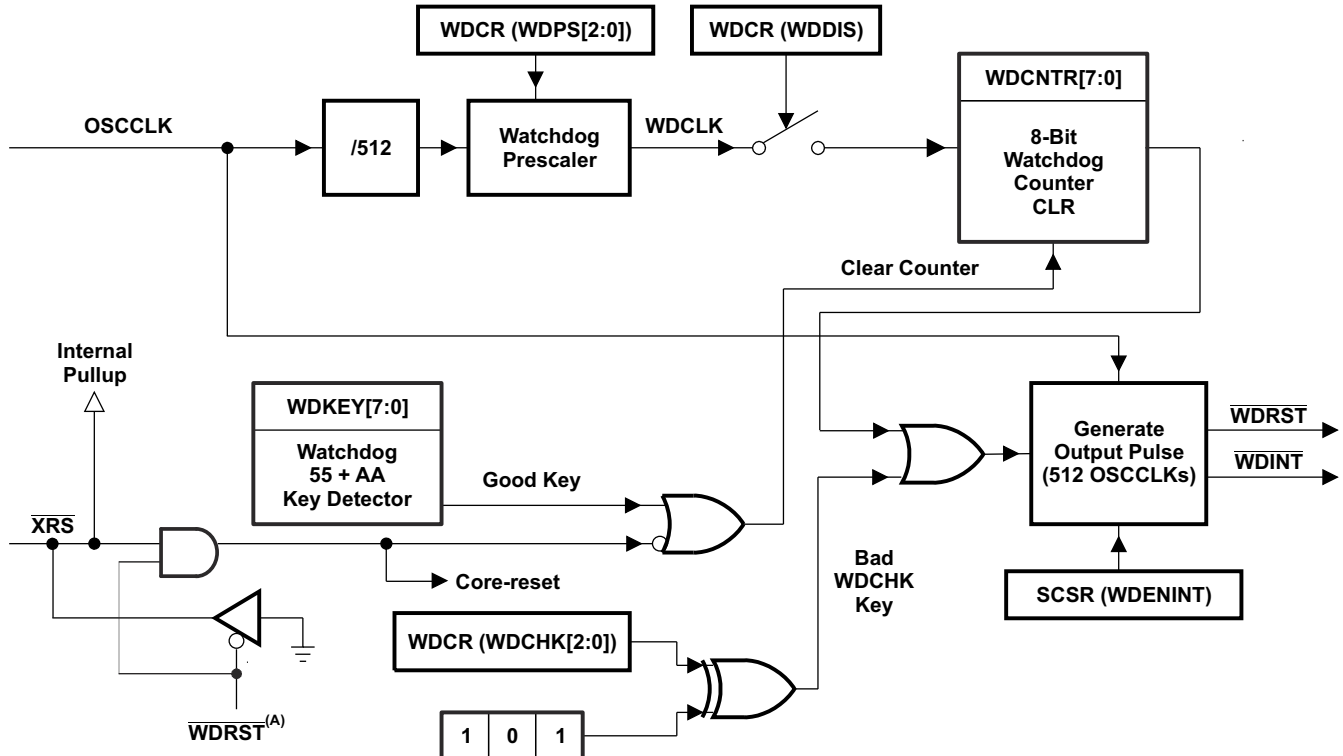 WDCR (WDPS[2:0])
WDCR (WDDIS)
WDCNTR[7:0]
OSCCLK
/512
Watchdog
Prescaler
WDCLK
8-Bit
Watchdog
Counter
CLR
Clear Counter
Internal
Pullup
WDKEY[7:0]
Watchdog
55 + AA
Key Detector
Good Key
Generate
Output Pulse
(512 OSCCLKs)
WDRST
WDINT
XRS
Core-reset
Bad
WDCHK
Key
SCSR (WDENINT)
WDCR (WDCHK[2:0])
WDRST(A)
1 0 1